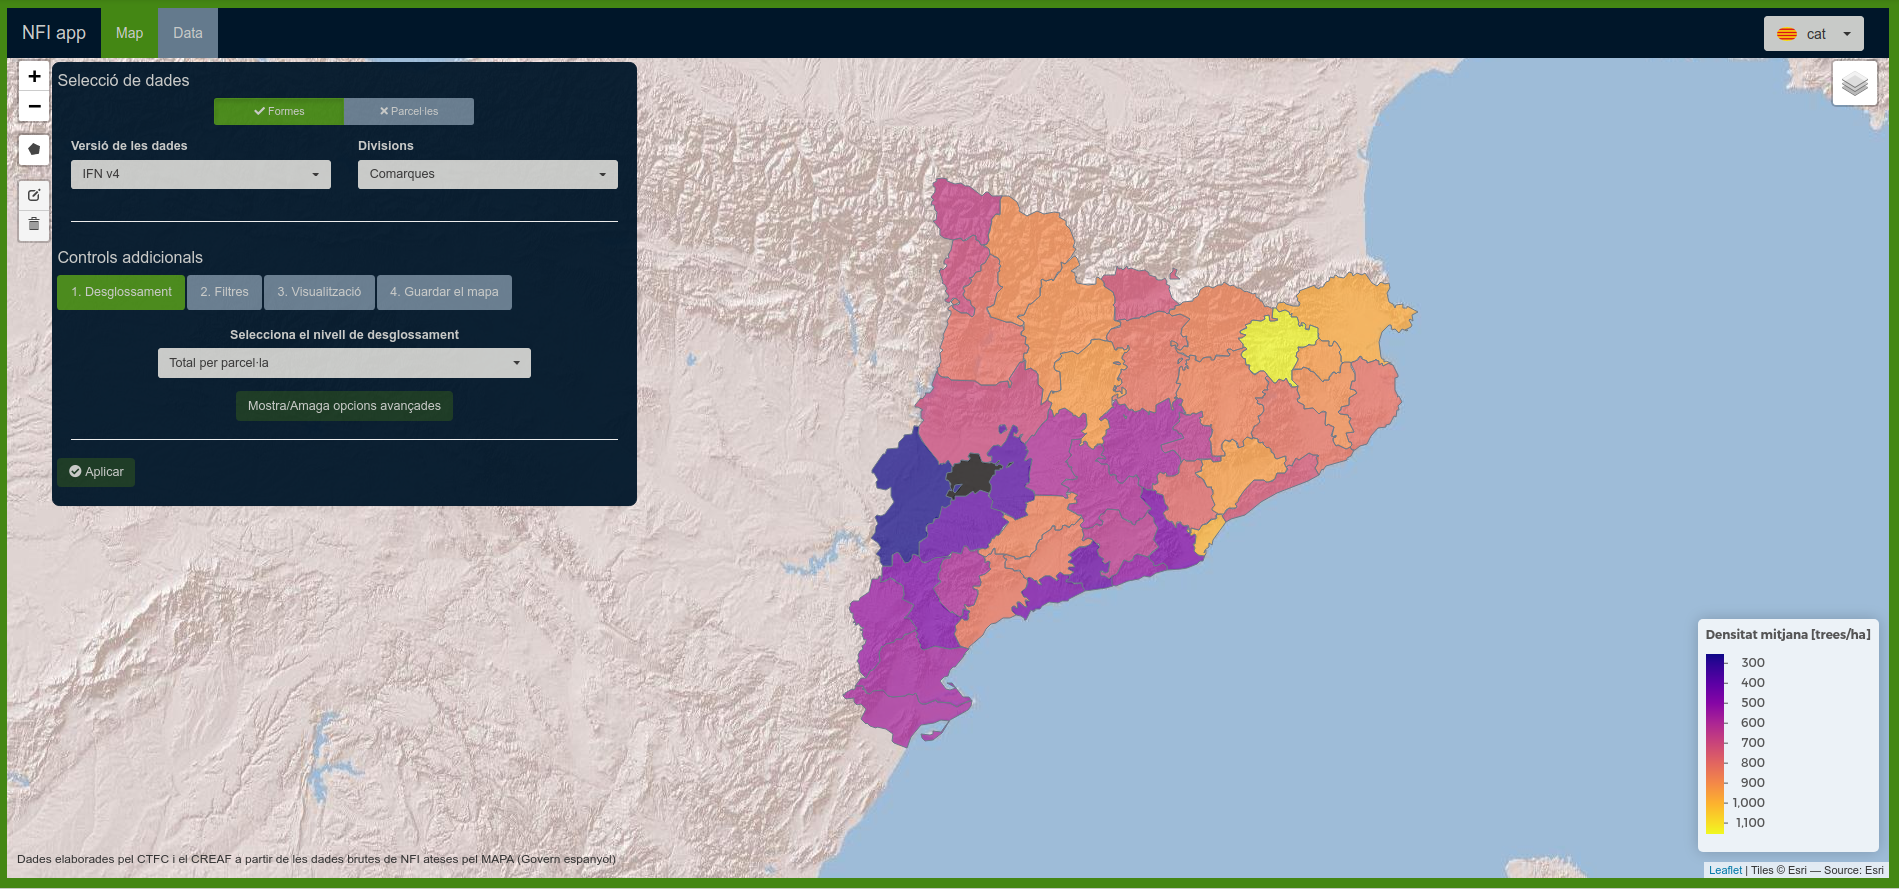 NFI app
Map
Data
cat
+
−
Selecció de dades
Formes
Parcel·les
Versió de les dades
Divisions
IFN v4
Comarques
Controls addicionals
1. Desglossament
2. Filtres
3. Visualització
4. Guardar el mapa
Selecciona el nivell de desglossament
Total per parcel·la
Mostra/Amaga opcions avançades
Aplicar
Densitat mitjana [trees/ha]
300
400
500
600
700
800
900
1,000
1,100
Dades elaborades pel CTFC i el CREAF a partir de les dades brutes de NFI ateses pel MAPA (Govern espanyol)
Leaflet | Tiles © Esri — Source: Esri